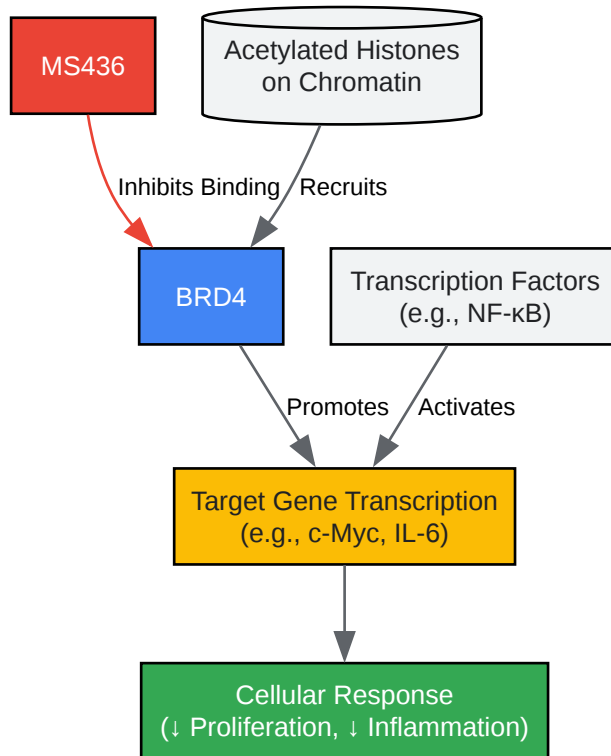 MS436
Acetylated Histones
on Chromatin
Inhibits Binding
Recruits
BRD4
Transcription Factors
(e.g., NF-κB)
Promotes
Activates
Target Gene Transcription
(e.g., c-Myc, IL-6)
Cellular Response
(↓ Proliferation, ↓ Inflammation)